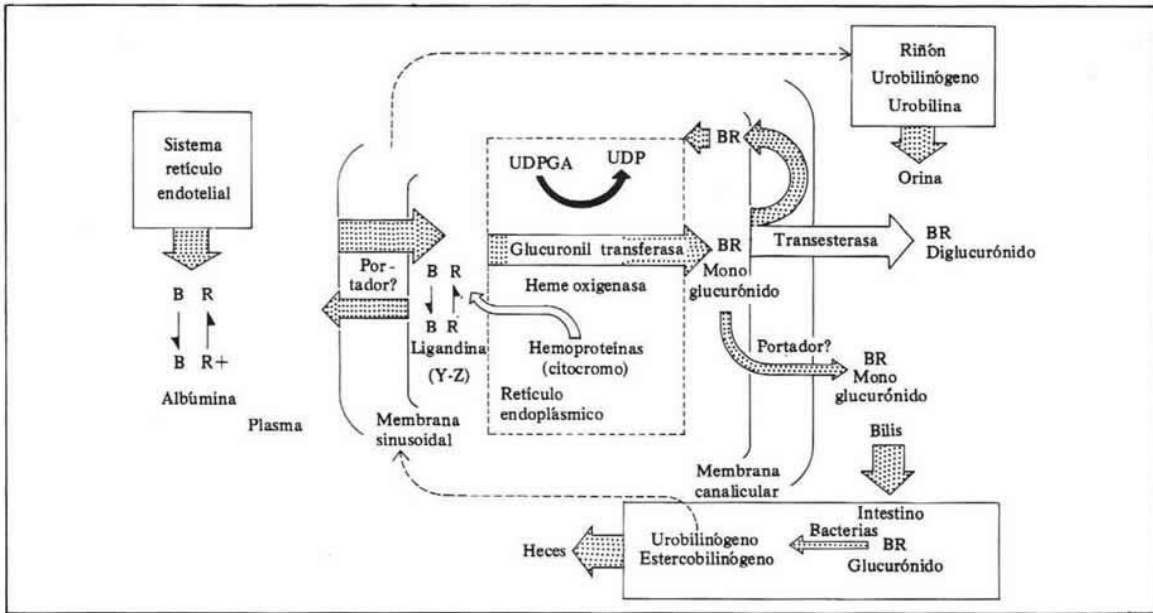 Sistema
retículo
endotelial
B R
B R+
Albúmina
Plasma
Por-
tador?
Membrana
sinusoidal
B R
B R
Ligandina
(Y-Z)
UDPGA
UDP
Glucuronil transferasa
Heme oxigenasa
Hemoproteínas
(citocromo)
Retículo
endoplásmico
BR
BR
Mono
glucurónido
Transesterasa
BR
Diglucurónido
Portador?
BR
Mono
glucurónido
Membrana
canalicular
Riñón
Urobilinógeno
Urobilina
Orina
Bilis
Intestino
Bacterias
BR
Glucurónido
Urobilinógeno
Estercobilinógeno
Heces